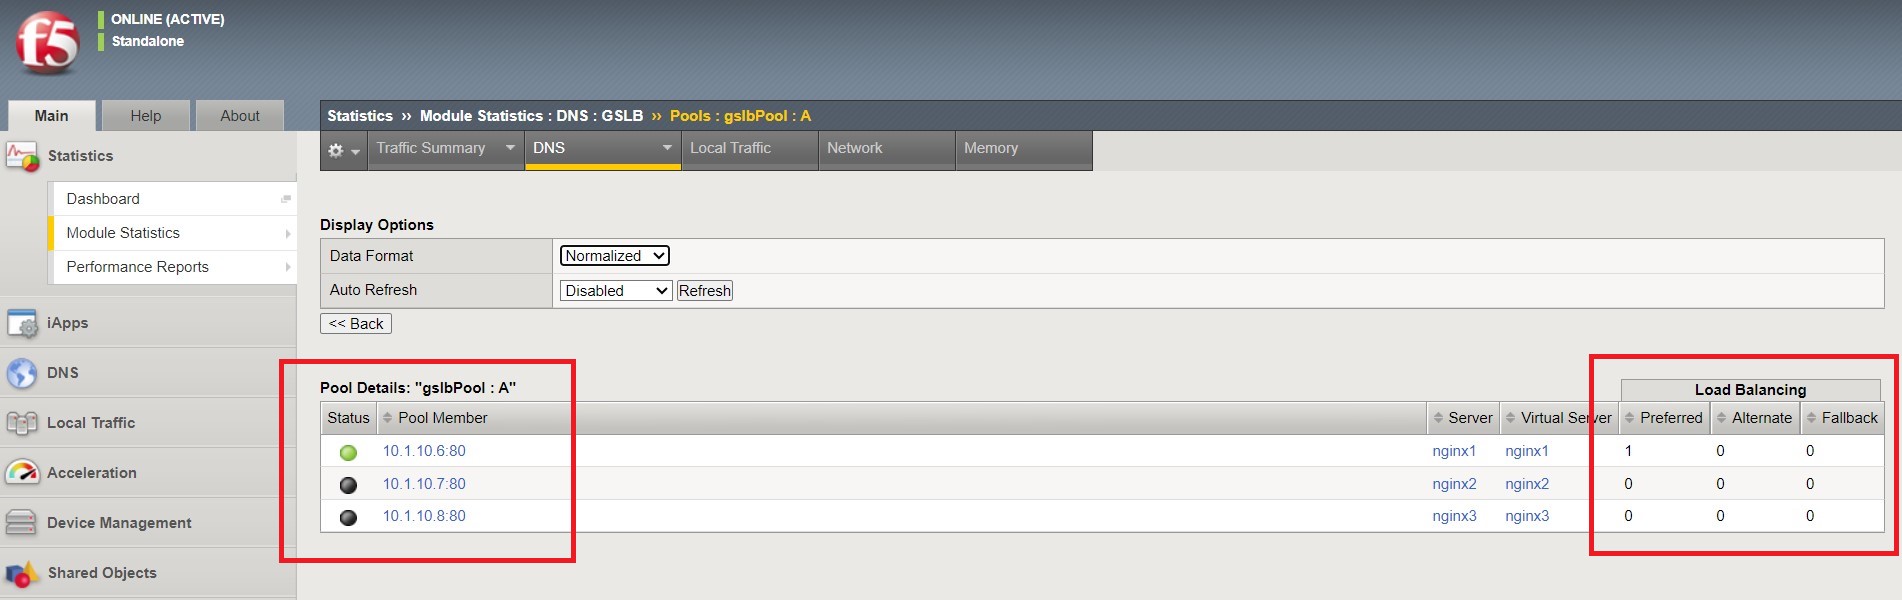 f5
ONLINE (ACTIVE)
Standalone
Main Help About
Statistics ›› Module Statistics : DNS : GSLB ›› Pools : gslbPool : A
Traffic Summary DNS Local Traffic Network Memory
Statistics
Dashboard
Module Statistics
Performance Reports
iApps
DNS
Local Traffic
Acceleration
Device Management
Shared Objects
Display Options
Data Format Normalized
Auto Refresh Disabled Refresh
<< Back
Pool Details: "gslbPool : A"
Load Balancing
Status Pool Member Server Virtual Server Preferred Alternate Fallback
10.1.10.6:80 nginx1 nginx1 1 0 0
10.1.10.7:80 nginx2 nginx2 0 0 0
10.1.10.8:80 nginx3 nginx3 0 0 0